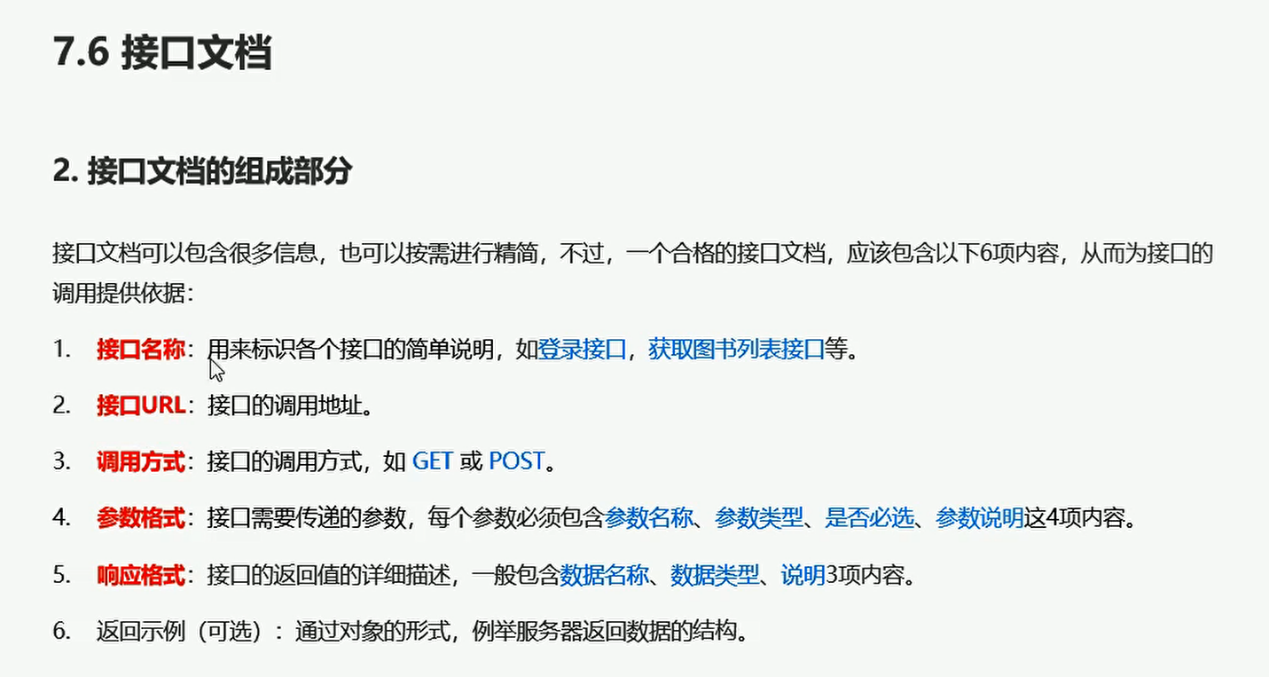 7.6 接口文档
2. 接口文档的组成部分
接口文档可以包含很多信息，也可以按需进行精简，不过，一个合格的接口文档，应该包含以下6项内容，从而为接口的
调用提供依据：
1. 接口名称：用来标识各个接口的简单说明，如登录接口，获取图书列表接口等。
2. 接口URL：接口的调用地址。
3. 调用方式：接口的调用方式，如 GET 或 POST。
4. 参数格式：接口需要传递的参数，每个参数必须包含参数名称、参数类型、是否必选、参数说明这4项内容。
5. 响应格式：接口的返回值的详细描述，一般包含数据名称、数据类型、说明3项内容。
6. 返回示例（可选）：通过对象的形式，例举服务器返回数据的结构。